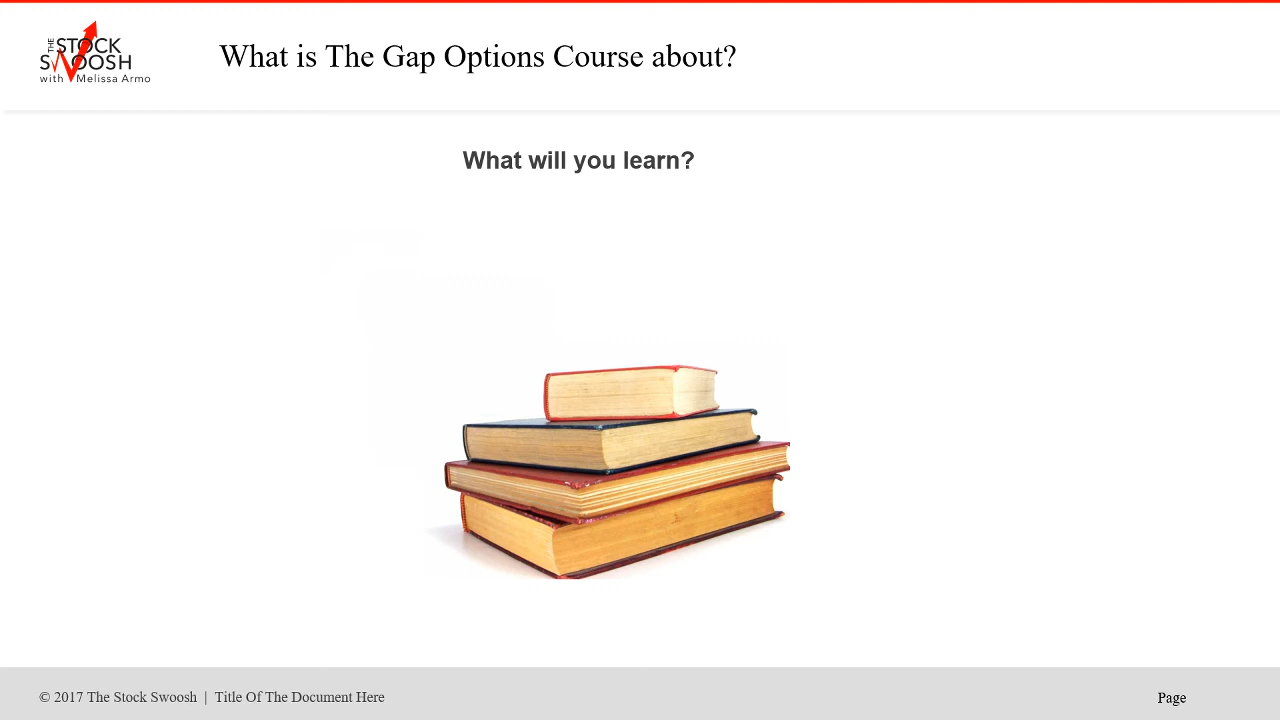 THE STOCK
SWOOSH
with Melissa Armo
What is The Gap Options Course about?
What will you learn?
© 2017 The Stock Swoosh | Title Of The Document Here
Page